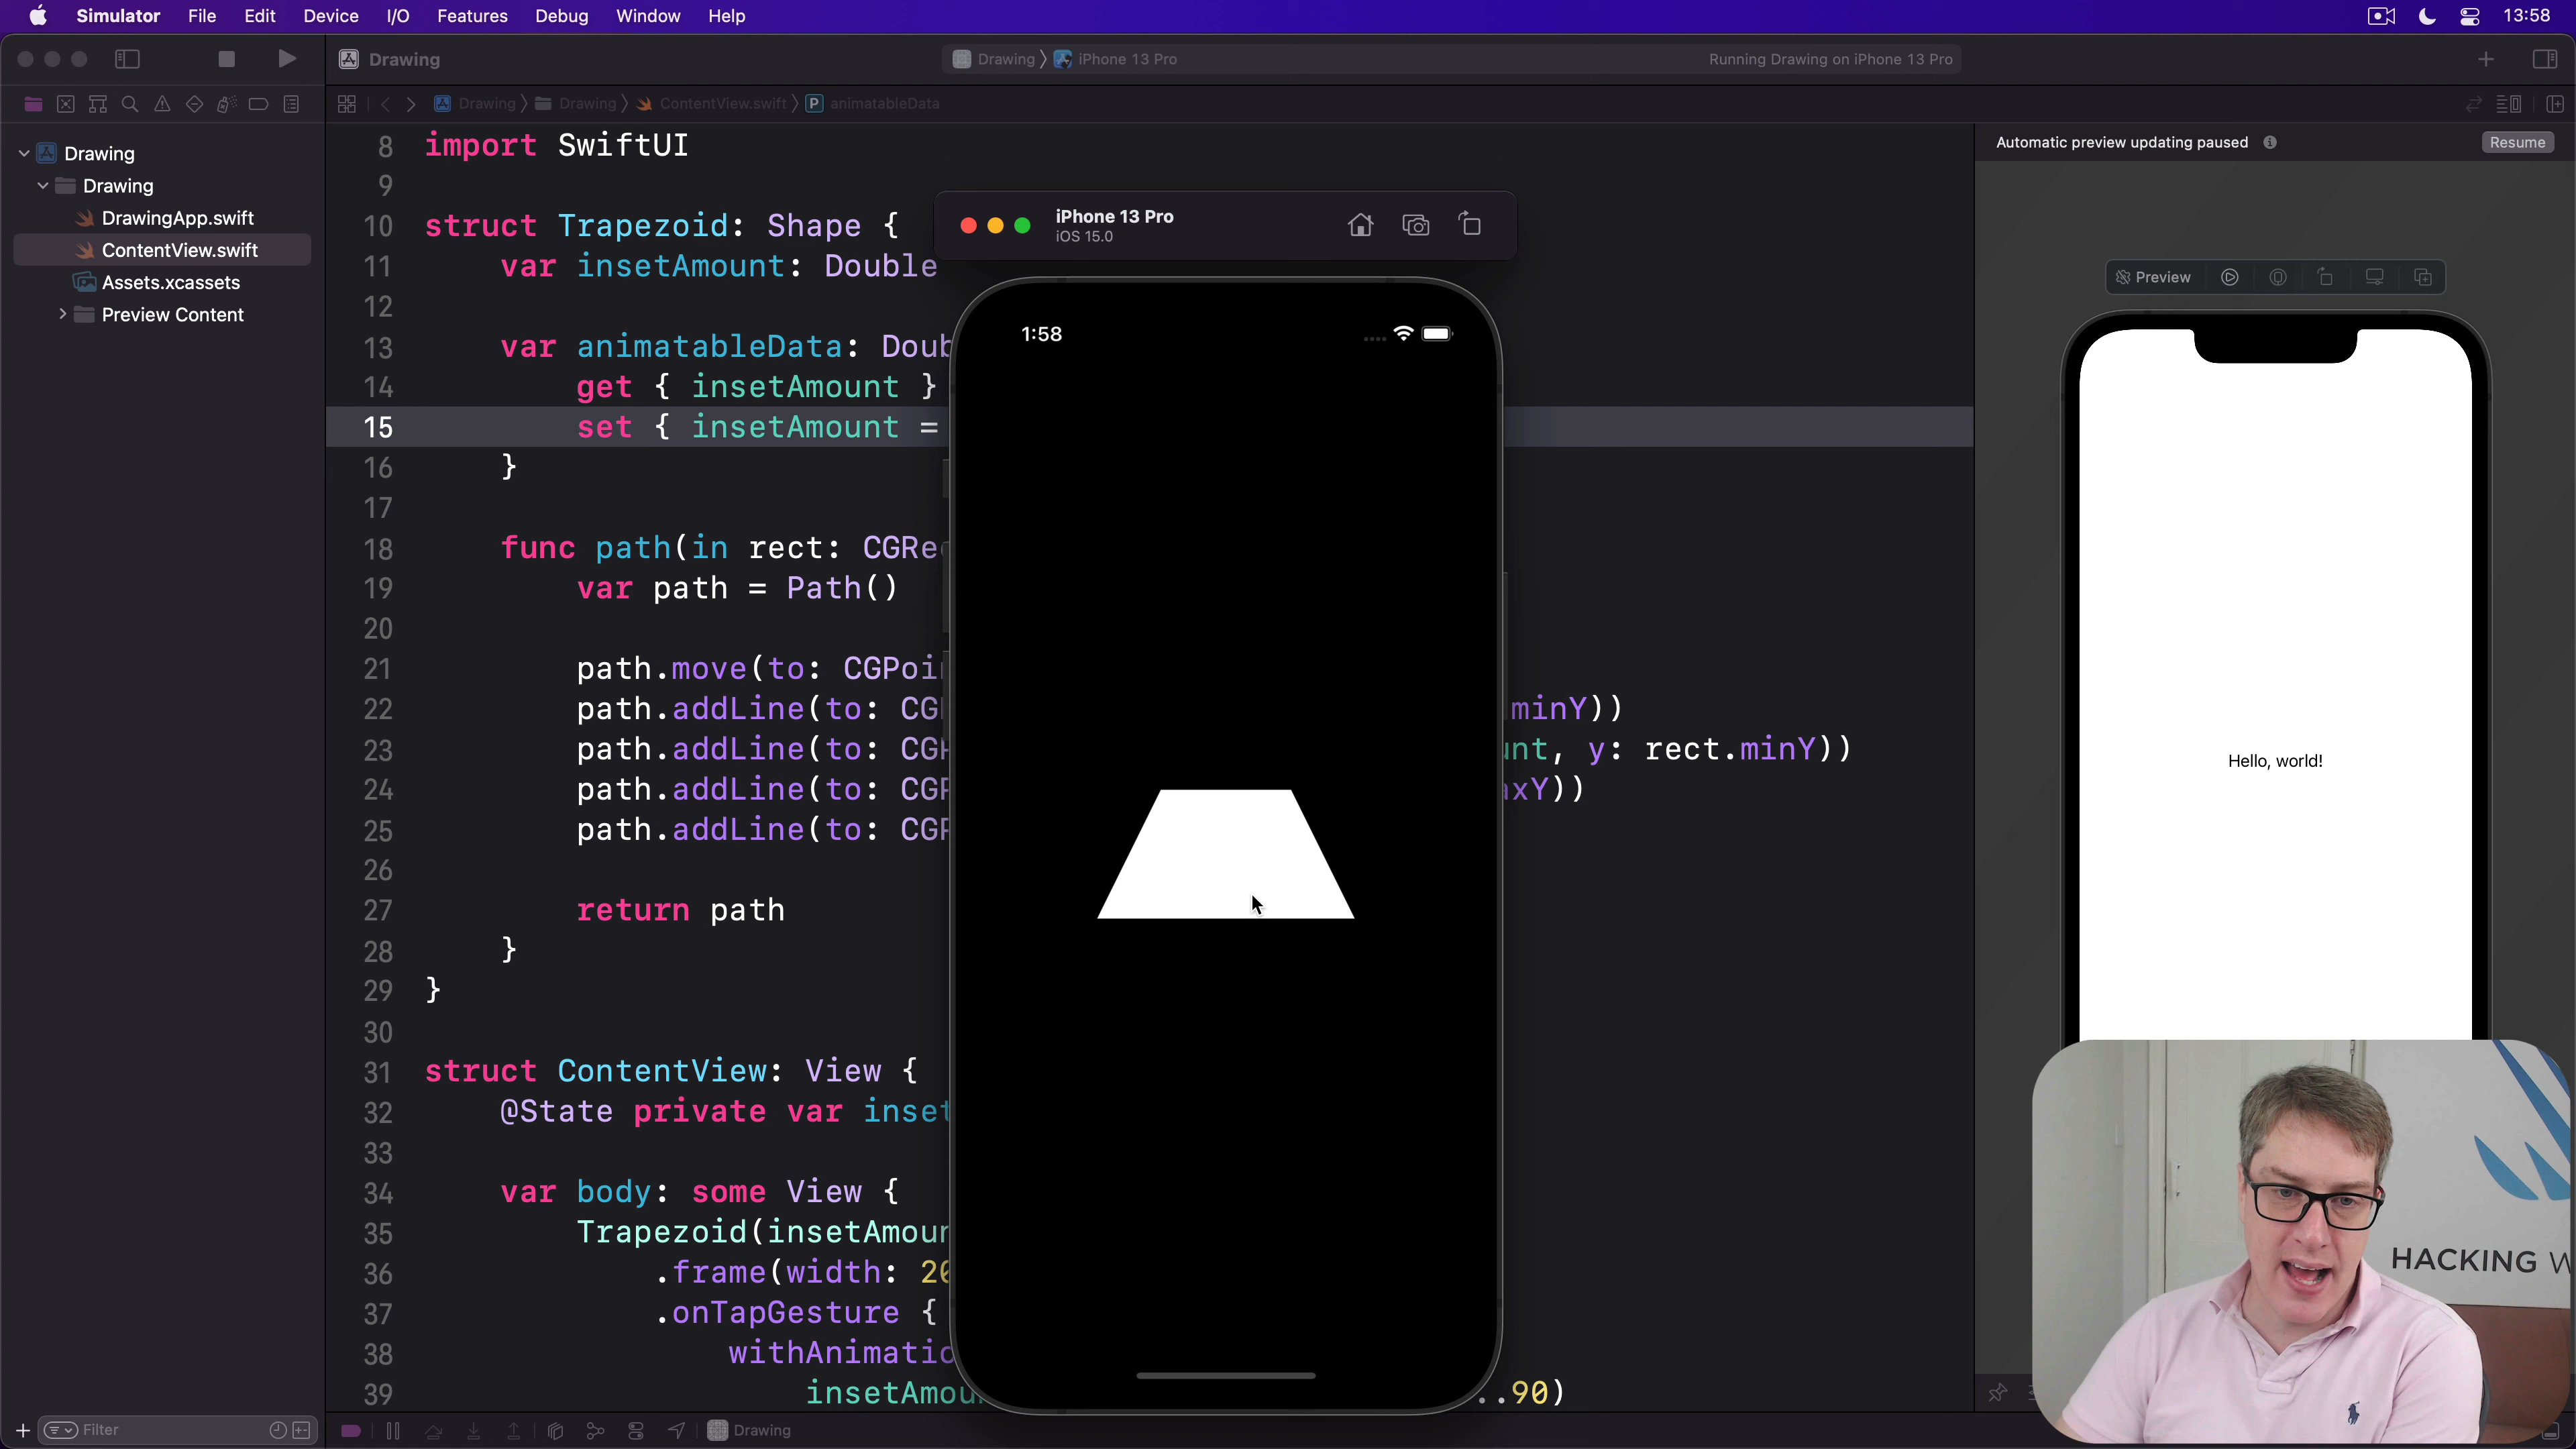 Simulator File Edit Device I/O Features Debug Window Help 13:58
Drawing Drawing iPhone 13 Pro Running Drawing on iPhone 13 Pro
Drawing Drawing ContentView.swift P animatableData
Drawing
Drawing
DrawingApp.swift
ContentView.swift
Assets.xcassets
Preview Content
Filter
8 import SwiftUI
9
10 struct Trapezoid: Shape {
11 var insetAmount: Double
12
13 var animatableData: Doub
14 get { insetAmount }
15 set { insetAmount =
16 }
17
18 func path(in rect: CGRe
19 var path = Path()
20
21 path.move(to: CGPoi
22 path.addLine(to: CG minY))
23 path.addLine(to: CG unt, y: rect.minY))
24 path.addLine(to: CGP axY))
25 path.addLine(to: CGP
26
27 return path
28 }
29 }
30
31 struct ContentView: View {
32 @State private var inset
33
34 var body: some View {
35 Trapezoid(insetAmoun
36 .frame(width: 20
37 .onTapGesture {
38 withAnimatio
39 insetAmou ..90)
Drawing
iPhone 13 Pro
iOS 15.0
1:58
Automatic preview updating paused Resume
Preview
Hello, world!
HACKING W